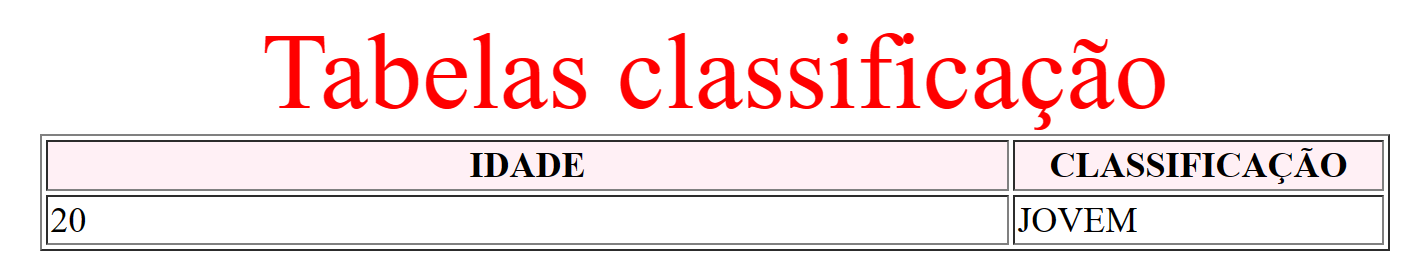 Tabelas classificação
IDADE CLASSIFICAÇÃO
20 JOVEM